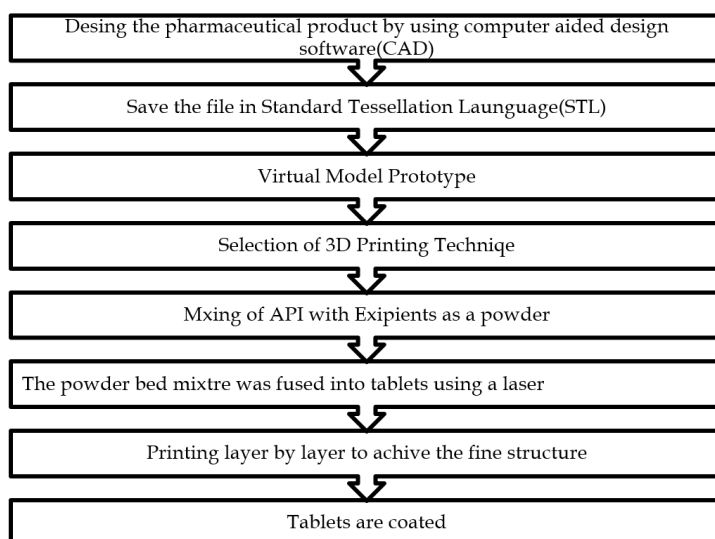 Desing the pharmaceutical product by using computer aided design
software(CAD)
Save the file in Standard Tessellation Launguage(STL)
Virtual Model Prototype
Selection of 3D Printing Techniqe
Mxing of API with Exipients as a powder
The powder bed mixtre was fused into tablets using a laser
Printing layer by layer to achive the fine structure
Tablets are coated